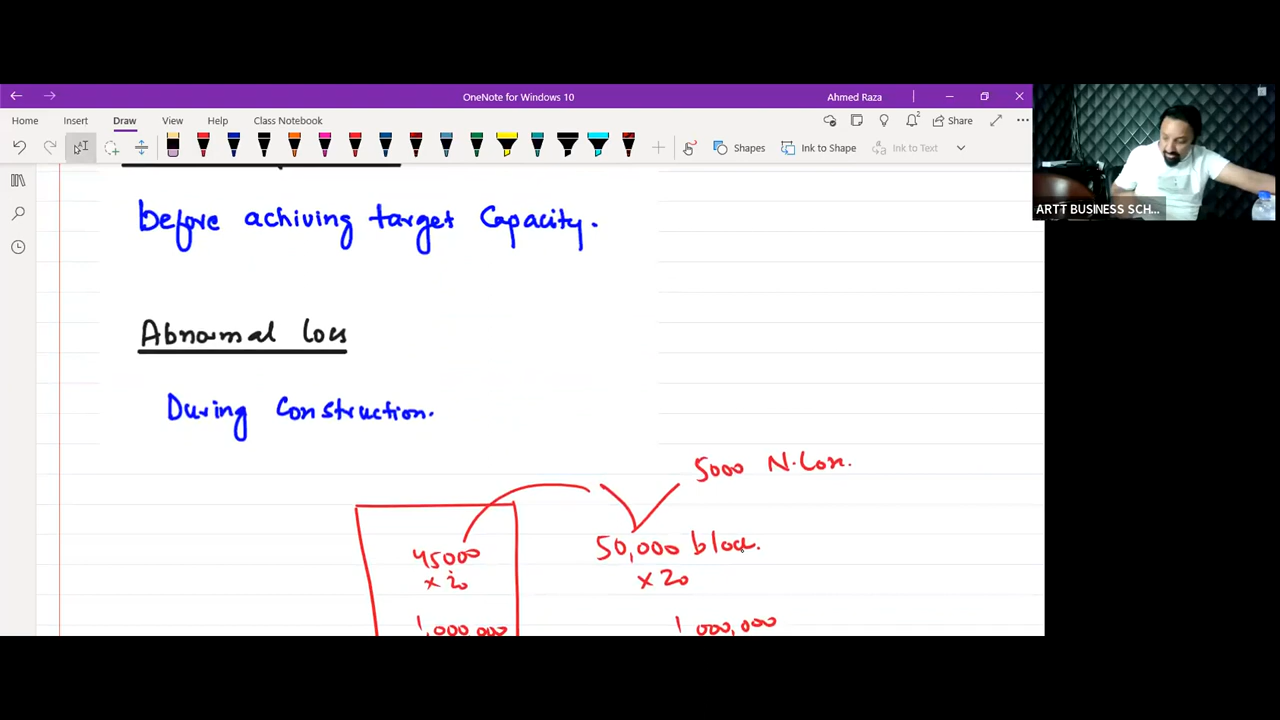 OneNote for Windows 10
Ahmed Raza
Home Insert Draw View Help Class Notebook
Share
Shapes Ink to Shape Ink to Text
ARTT BUSINESS SCH...
before achiving target Capacity.
Abnormal loss
During Construction.
5000 N.Loss.
45000
x 20
1,000,000
50,000 block.
x 20
1,000,000